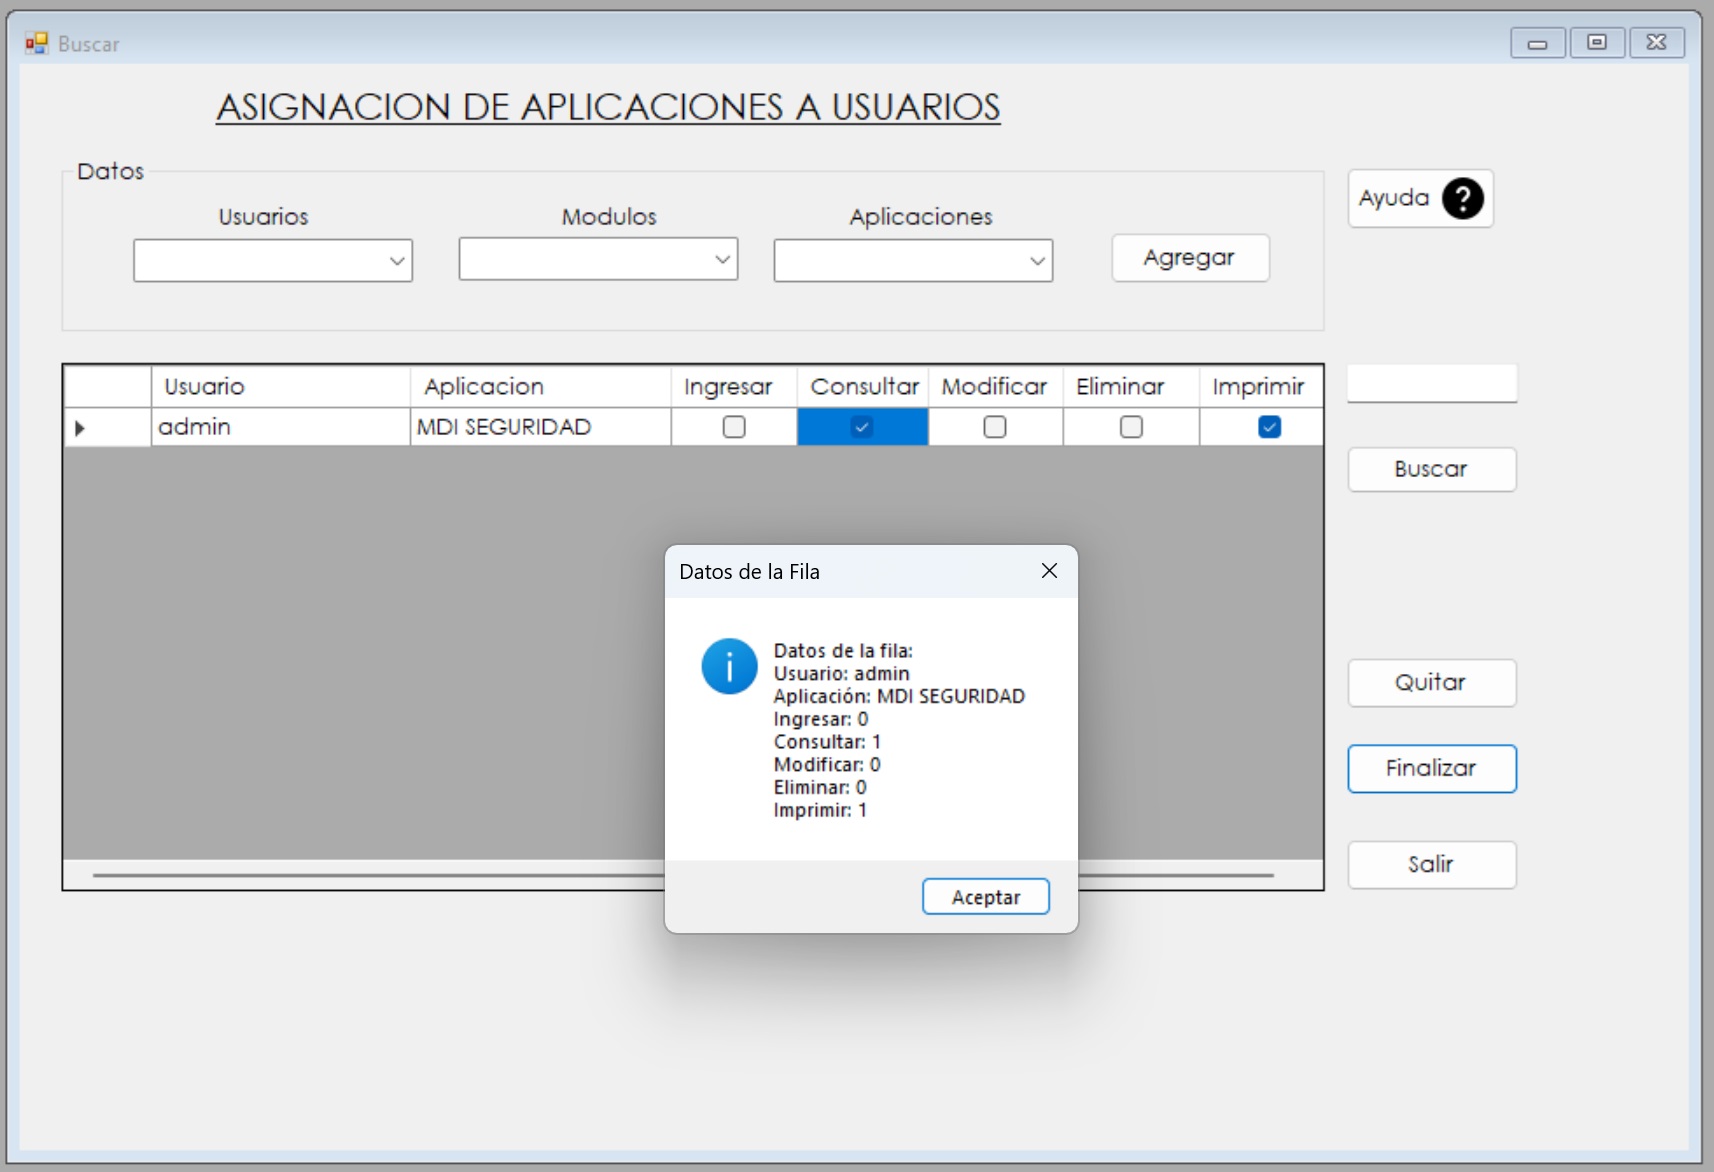 Buscar
ASIGNACION DE APLICACIONES A USUARIOS
Datos
Usuarios
Modulos
Aplicaciones
Agregar
Ayuda ?
Usuario Aplicacion Ingresar Consultar Modificar Eliminar Imprimir
admin MDI SEGURIDAD
Buscar
Quitar
Finalizar
Salir
Datos de la Fila
Datos de la fila:
Usuario: admin
Aplicación: MDI SEGURIDAD
Ingresar: 0
Consultar: 1
Modificar: 0
Eliminar: 0
Imprimir: 1
Aceptar